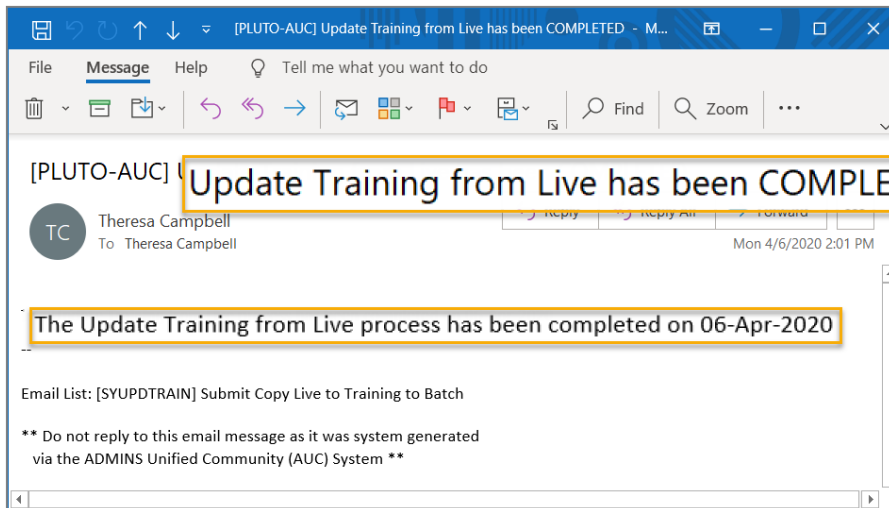 [PLUTO-AUC] Update Training from Live has been COMPLETED - M...
File Message Help Tell me what you want to do
Find Zoom ...
[PLUTO-AUC]
Update Training from Live has been COMPLE
TC
Theresa Campbell
Reply Reply All Forward
To Theresa Campbell
Mon 4/6/2020 2:01 PM
The Update Training from Live process has been completed on 06-Apr-2020
--
Email List: [SYUPDTRAIN] Submit Copy Live to Training to Batch
** Do not reply to this email message as it was system generated
via the ADMINS Unified Community (AUC) System **